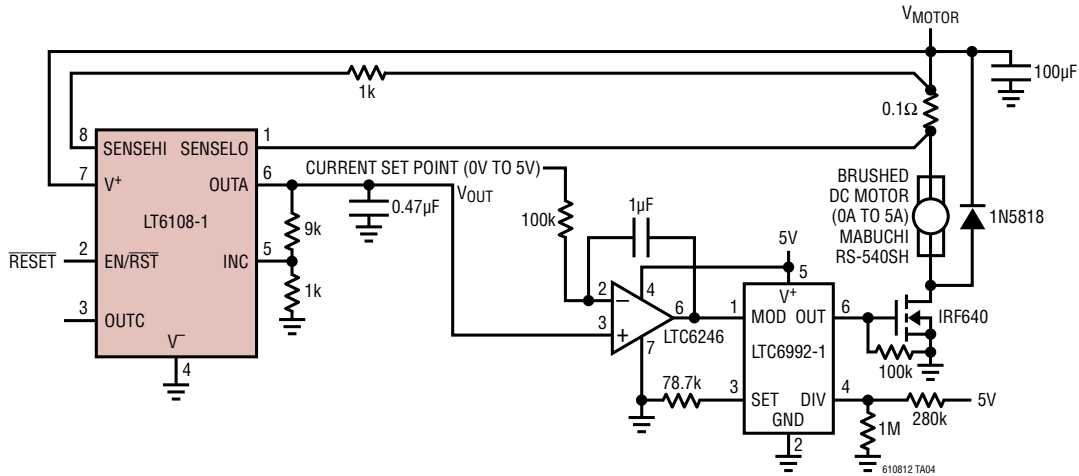 VMOTOR
100µF
1k
0.1Ω
8
SENSEHI
SENSELO
1
7
V+
OUTA
6
CURRENT SET POINT (0V TO 5V)
VOUT
BRUSHED
DC MOTOR
(0A TO 5A)
MABUCHI
RS-540SH
1N5818
LT6108-1
0.47µF
9k
100k
1µF
5V
RESET
2
EN/RST
INC
5
1k
3
OUTC
V–
4
2
–
4
3
+
6
7
LTC6246
5
V+
1
MOD
OUT
6
IRF640
LTC6992-1
100k
78.7k
3
SET
DIV
4
280k
5V
GND
2
1M
610812 TA04